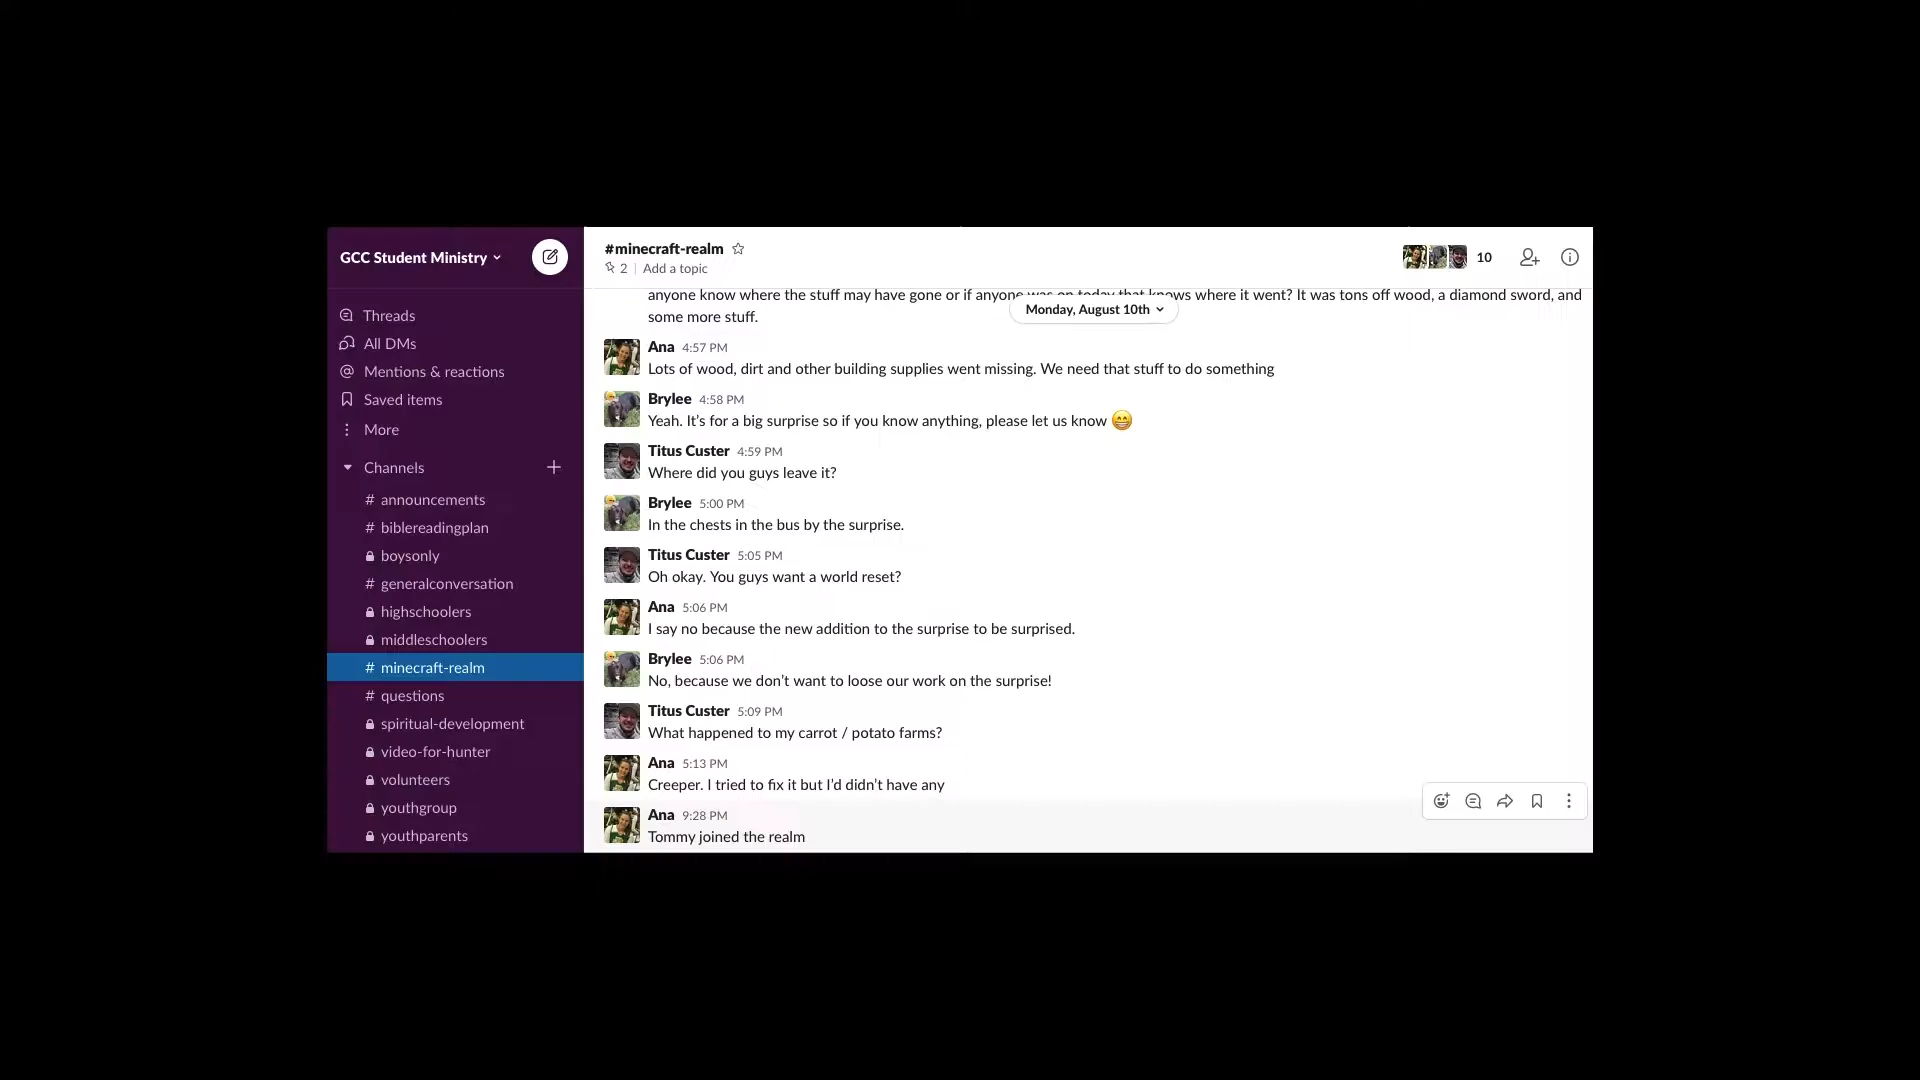 GCC Student Ministry
Threads
All DMs
Mentions & reactions
Saved items
More
Channels
# announcements
# biblereadingplan
boysonly
# generalconversation
highschoolers
middleschoolers
# minecraft-realm
# questions
spiritual-development
video-for-hunter
volunteers
youthgroup
youthparents
#minecraft-realm
2 | Add a topic
10
anyone know where the stuff may have gone or if anyone was on today that knows where it went? It was tons off wood, a diamond sword, and
some more stuff.
Monday, August 10th
Ana 4:57 PM
Lots of wood, dirt and other building supplies went missing. We need that stuff to do something
Brylee 4:58 PM
Yeah. It's for a big surprise so if you know anything, please let us know 😁
Titus Custer 4:59 PM
Where did you guys leave it?
Brylee 5:00 PM
In the chests in the bus by the surprise.
Titus Custer 5:05 PM
Oh okay. You guys want a world reset?
Ana 5:06 PM
I say no because the new addition to the surprise to be surprised.
Brylee 5:06 PM
No, because we don't want to loose our work on the surprise!
Titus Custer 5:09 PM
What happened to my carrot / potato farms?
Ana 5:13 PM
Creeper. I tried to fix it but I'd didn't have any
Ana 9:28 PM
Tommy joined the realm